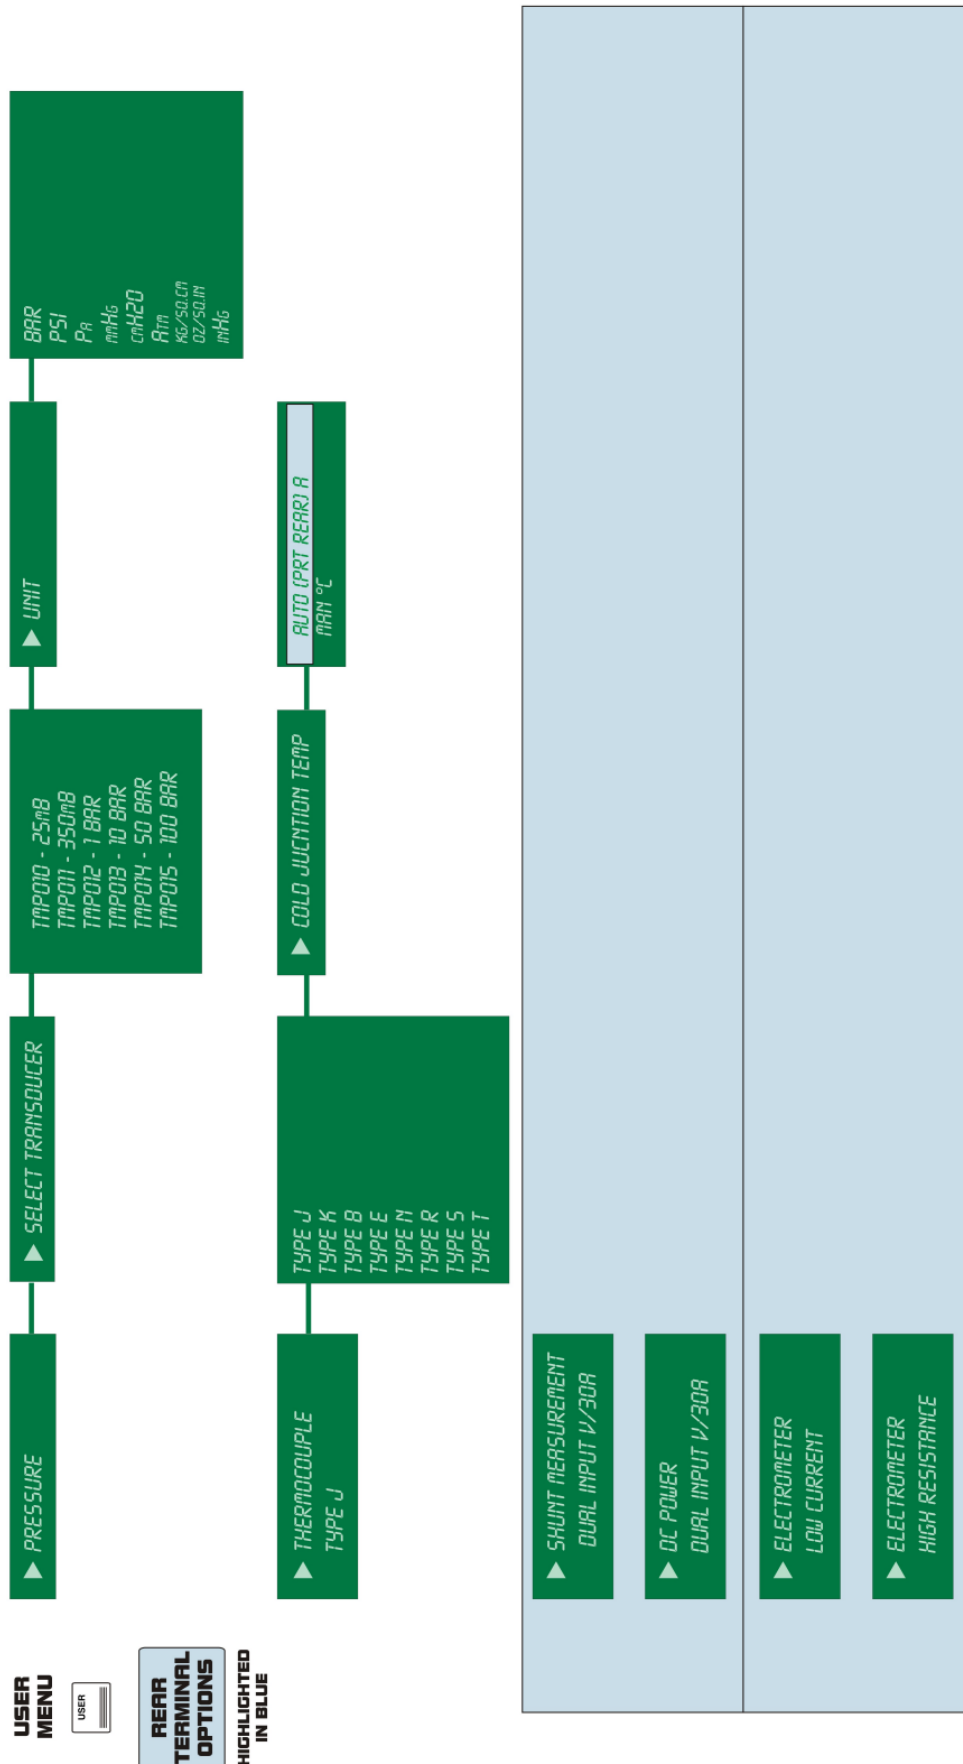 USER
MENU
USER
REAR
TERMINAL
OPTIONS
HIGHLIGHTED
IN BLUE
PRESSURE
SELECT TRANSDUCER
TMP010 - 25mB
TMP011 - 350mB
TMP012 - 1 BAR
TMP013 - 10 BAR
TMP014 - 50 BAR
TMP015 - 100 BAR
UNIT
BAR
PSI
PA
mmHG
cmH2O
ATM
KG/SQ.CM
OZ/SQ.IN
INHG
THERMOCOUPLE
TYPE J
TYPE J
TYPE K
TYPE B
TYPE E
TYPE N
TYPE R
TYPE S
TYPE T
COLD JUCNTION TEMP
AUTO (PRT REAR) A
MAN °C
SHUNT MEASUREMENT
DUAL INPUT V/30A
DC POWER
DUAL INPUT V/30A
ELECTROMETER
LOW CURRENT
ELECTROMETER
HIGH RESISTANCE